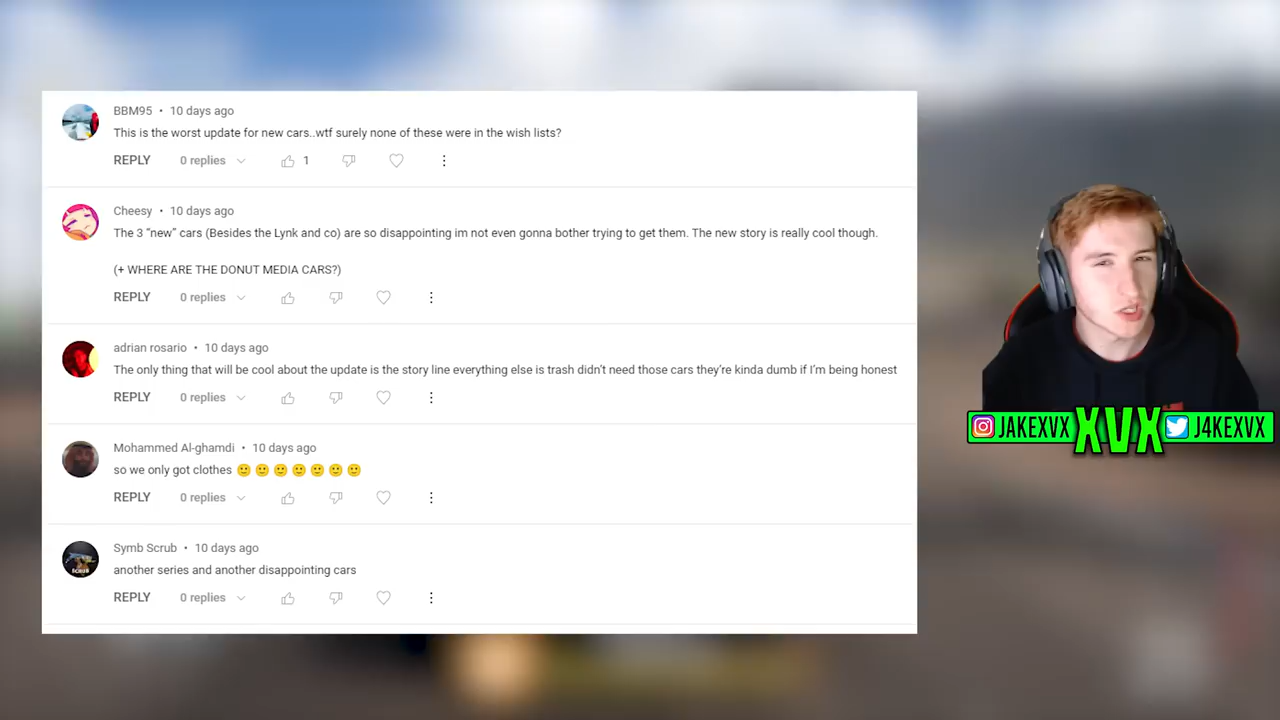 BBM95 • 10 days ago
This is the worst update for new cars..wtf surely none of these were in the wish lists?
REPLY 0 replies 1
Cheesy • 10 days ago
The 3 “new” cars (Besides the Lynk and co) are so disappointing im not even gonna bother trying to get them. The new story is really cool though.
(+ WHERE ARE THE DONUT MEDIA CARS?)
REPLY 0 replies
adrian rosario • 10 days ago
The only thing that will be cool about the update is the story line everything else is trash didn’t need those cars they’re kinda dumb if I’m being honest
REPLY 0 replies
Mohammed Al-ghamdi • 10 days ago
so we only got clothes 🙂🙂🙂🙂🙂🙂🙂
REPLY 0 replies
Symb Scrub • 10 days ago
another series and another disappointing cars
REPLY 0 replies
JAKEXVX XVX J4KEXVX